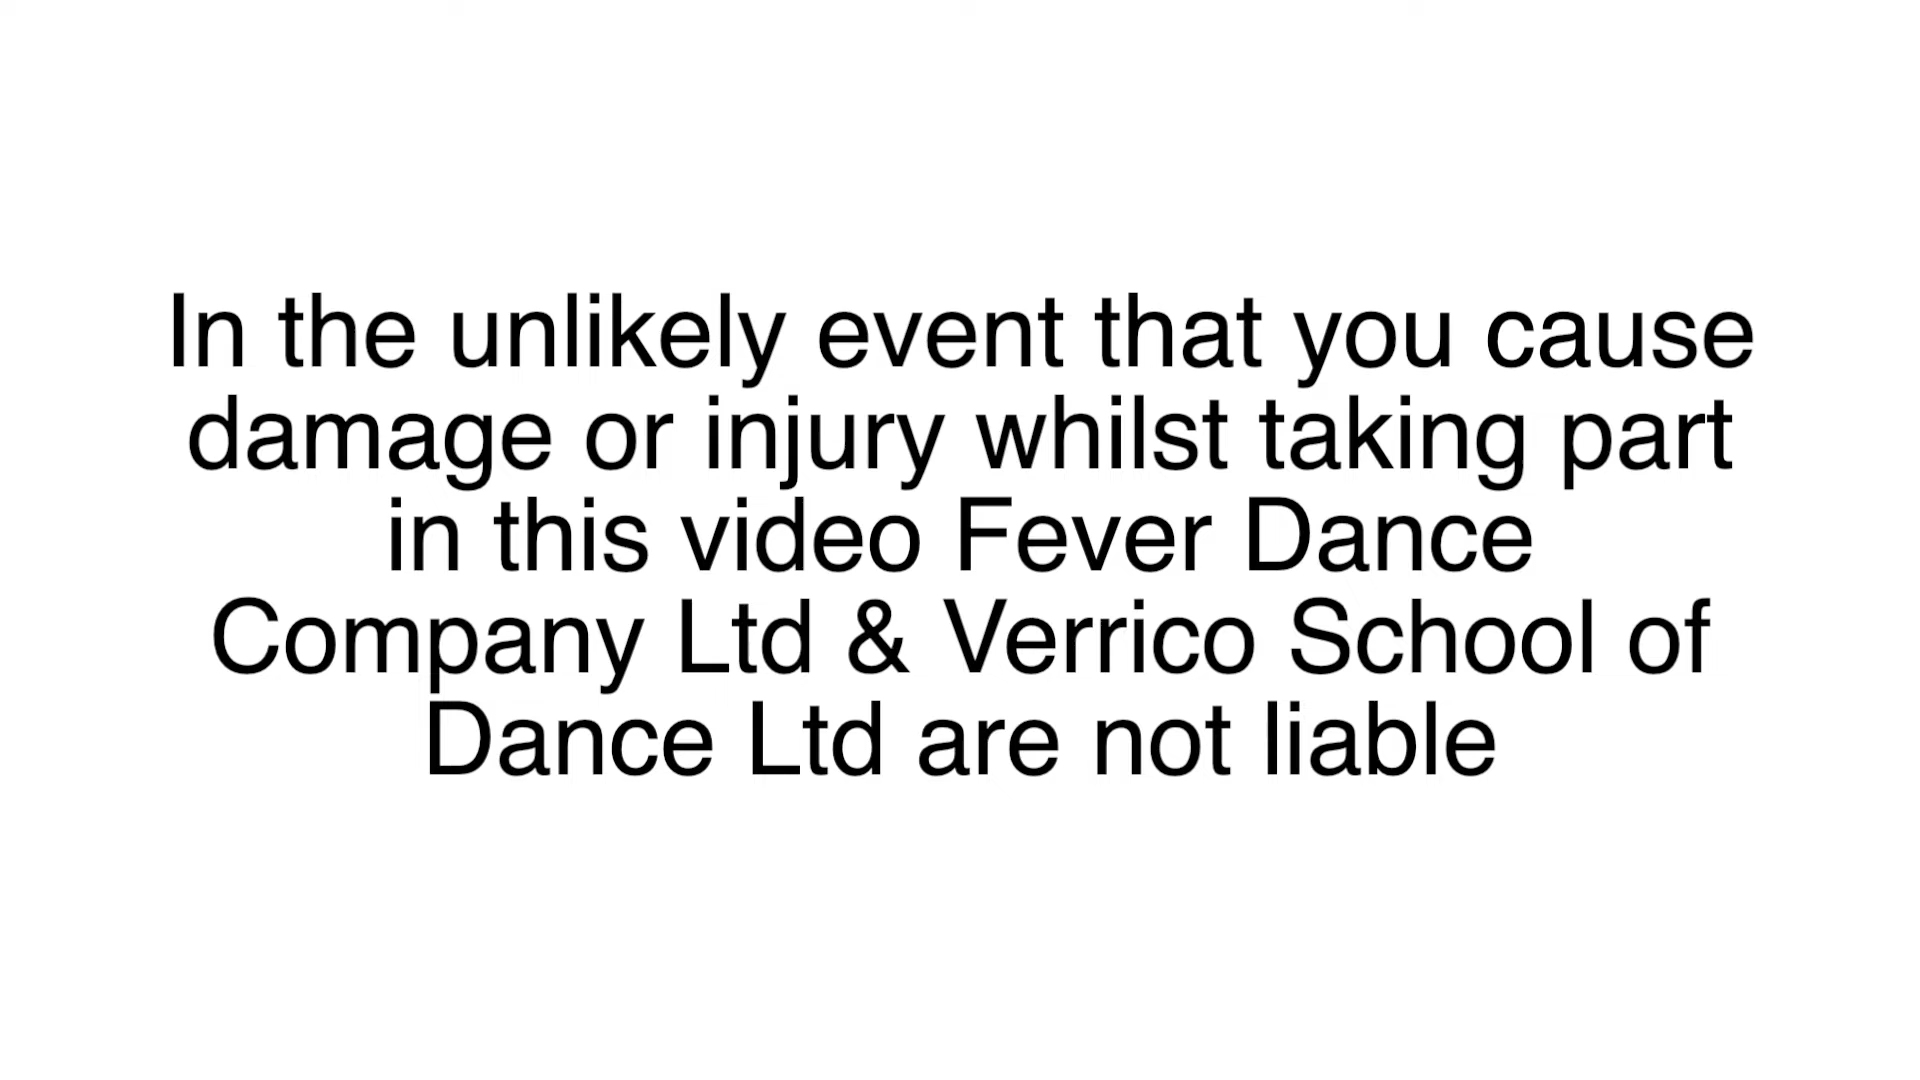 In the unlikely event that you cause
damage or injury whilst taking part
in this video Fever Dance
Company Ltd & Verrico School of
Dance Ltd are not liable